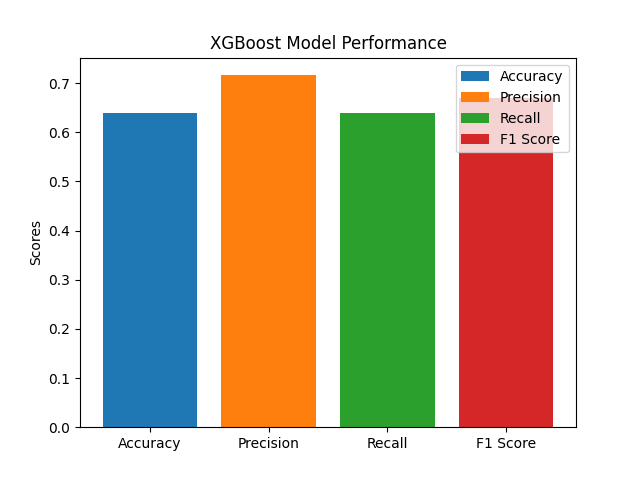 XGBoost Model Performance
Accuracy
Precision
Recall
F1 Score
Scores
0.7
0.6
0.5
0.4
0.3
0.2
0.1
0.0
Accuracy Precision Recall F1 Score